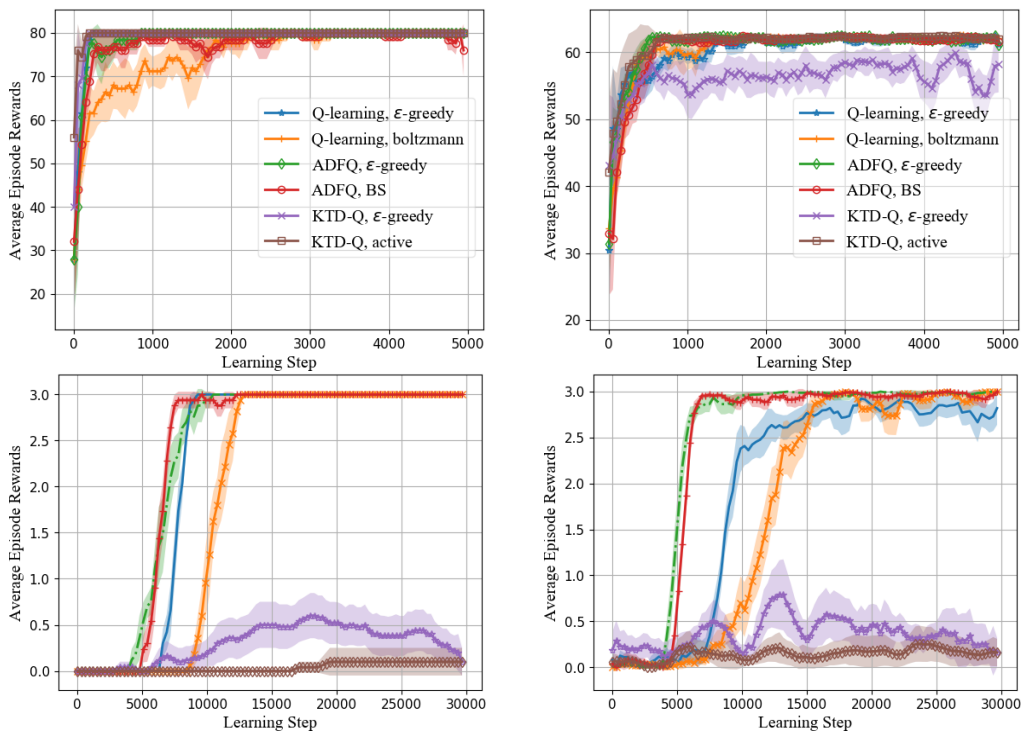 80
70
60
50
40
30
20
Average Episode Rewards
Q-learning, ε-greedy
Q-learning, boltzmann
ADFQ, ε-greedy
ADFQ, BS
KTD-Q, ε-greedy
KTD-Q, active
0 1000 2000 3000 4000 5000
Learning Step
60
50
40
30
20
Average Episode Rewards
Q-learning, ε-greedy
Q-learning, boltzmann
ADFQ, ε-greedy
ADFQ, BS
KTD-Q, ε-greedy
KTD-Q, active
0 1000 2000 3000 4000 5000
Learning Step
3.0
2.5
2.0
1.5
1.0
0.5
0.0
Average Episode Rewards
0 5000 10000 15000 20000 25000 30000
Learning Step
3.0
2.5
2.0
1.5
1.0
0.5
0.0
Average Episode Rewards
0 5000 10000 15000 20000 25000 30000
Learning Step